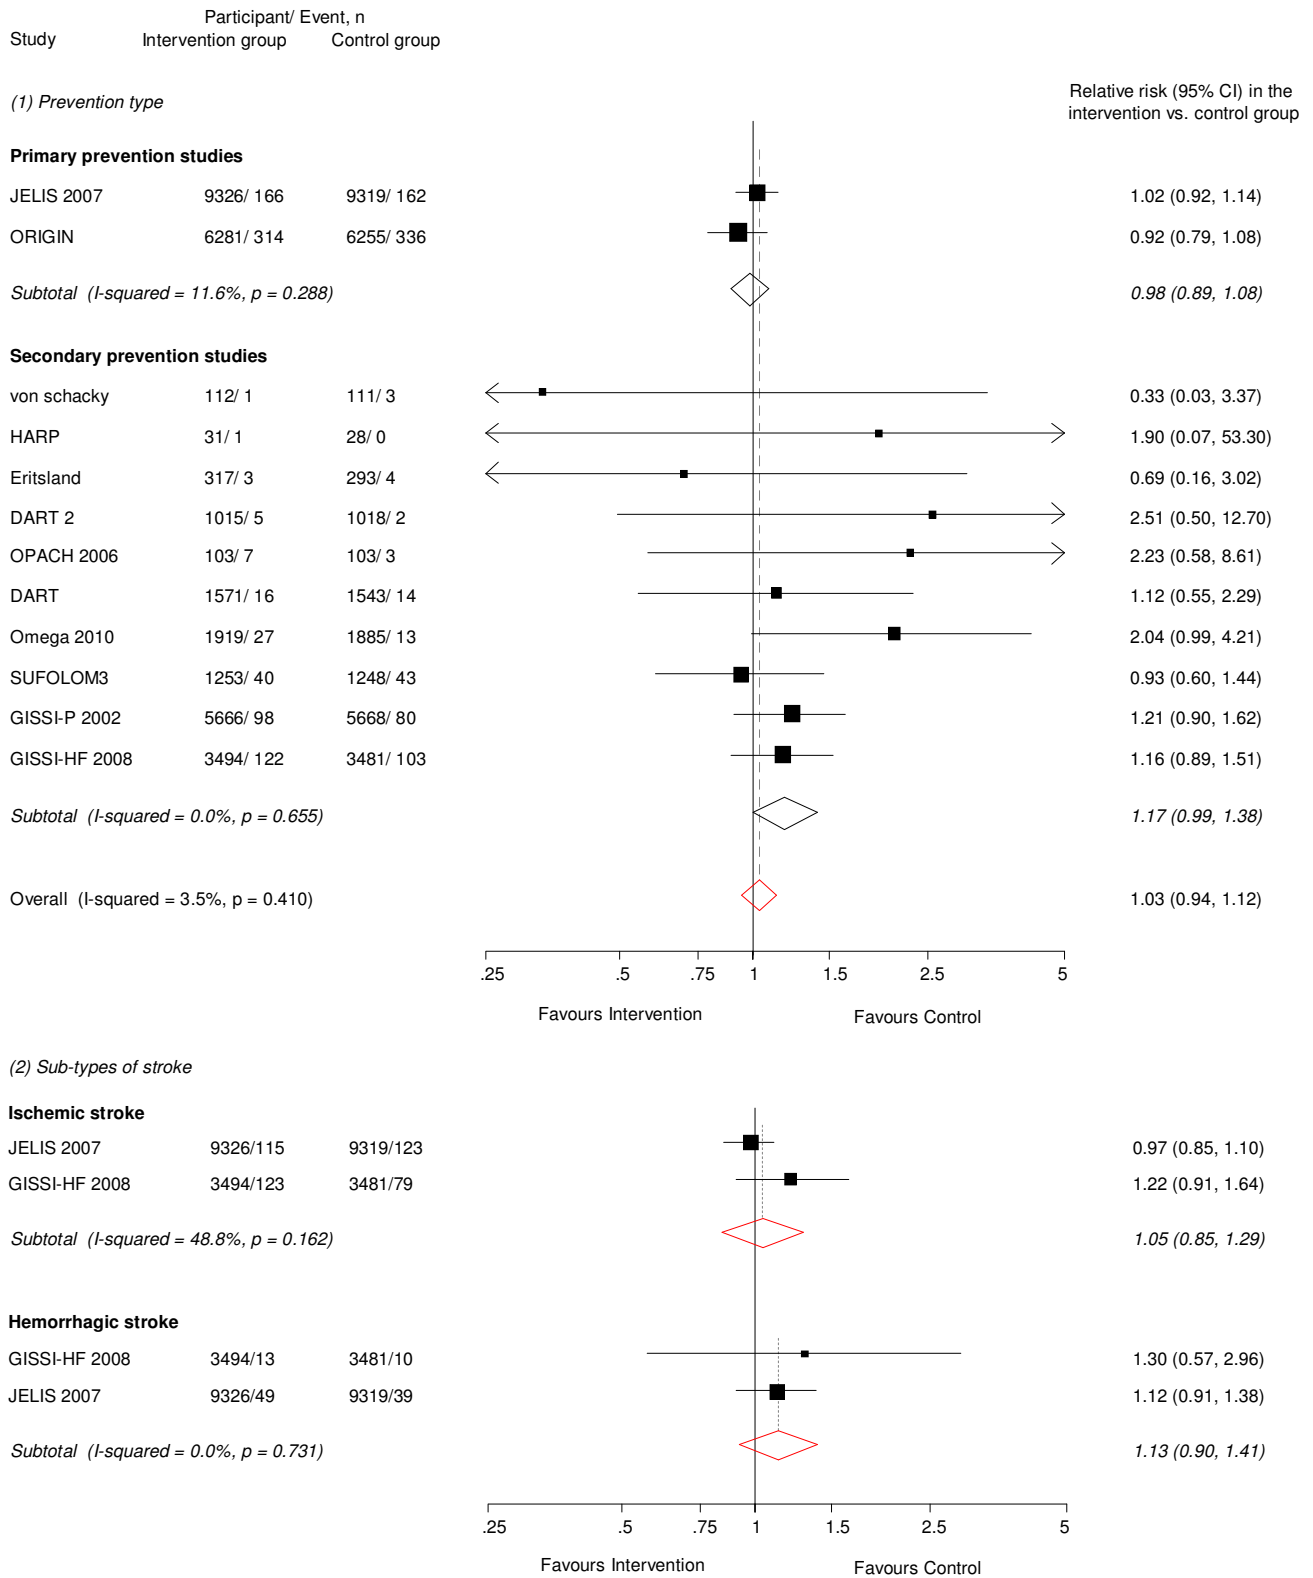 Participant/ Event, n
Study Intervention group Control group
Relative risk (95% CI) in the
intervention vs. control group
(1) Prevention type
Primary prevention studies
JELIS 2007 9326/ 166 9319/ 162 1.02 (0.92, 1.14)
ORIGIN 6281/ 314 6255/ 336 0.92 (0.79, 1.08)
Subtotal (I-squared = 11.6%, p = 0.288) 0.98 (0.89, 1.08)
Secondary prevention studies
von schacky 112/ 1 111/ 3 0.33 (0.03, 3.37)
HARP 31/ 1 28/ 0 1.90 (0.07, 53.30)
Eritsland 317/ 3 293/ 4 0.69 (0.16, 3.02)
DART 2 1015/ 5 1018/ 2 2.51 (0.50, 12.70)
OPACH 2006 103/ 7 103/ 3 2.23 (0.58, 8.61)
DART 1571/ 16 1543/ 14 1.12 (0.55, 2.29)
Omega 2010 1919/ 27 1885/ 13 2.04 (0.99, 4.21)
SUFOLOM3 1253/ 40 1248/ 43 0.93 (0.60, 1.44)
GISSI-P 2002 5666/ 98 5668/ 80 1.21 (0.90, 1.62)
GISSI-HF 2008 3494/ 122 3481/ 103 1.16 (0.89, 1.51)
Subtotal (I-squared = 0.0%, p = 0.655) 1.17 (0.99, 1.38)
Overall (I-squared = 3.5%, p = 0.410) 1.03 (0.94, 1.12)
.25 .5 .75 1 1.5 2.5 5
Favours Intervention Favours Control
(2) Sub-types of stroke
Ischemic stroke
JELIS 2007 9326/115 9319/123 0.97 (0.85, 1.10)
GISSI-HF 2008 3494/123 3481/79 1.22 (0.91, 1.64)
Subtotal (I-squared = 48.8%, p = 0.162) 1.05 (0.85, 1.29)
Hemorrhagic stroke
GISSI-HF 2008 3494/13 3481/10 1.30 (0.57, 2.96)
JELIS 2007 9326/49 9319/39 1.12 (0.91, 1.38)
Subtotal (I-squared = 0.0%, p = 0.731) 1.13 (0.90, 1.41)
.25 .5 .75 1 1.5 2.5 5
Favours Intervention Favours Control